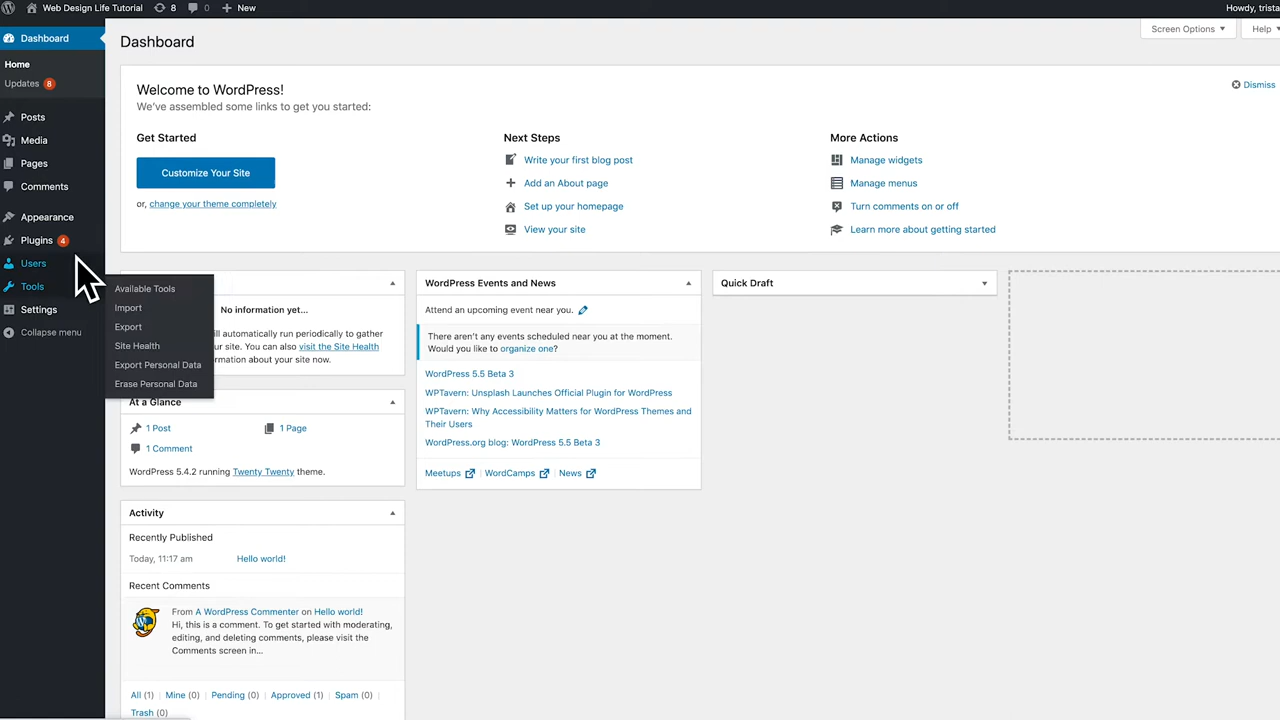 Web Design Life Tutorial 8 0 New Howdy, trista
Dashboard
Home
Updates 8
Posts
Media
Pages
Comments
Appearance
Plugins 4
Users
Tools
Settings
Collapse menu
Available Tools
Import
Export
Site Health
Export Personal Data
Erase Personal Data
Dashboard
Screen Options
Help
Welcome to WordPress!
We've assembled some links to get you started:
Dismiss
Get Started
Customize Your Site
or, change your theme completely
Next Steps
Write your first blog post
Add an About page
Set up your homepage
View your site
More Actions
Manage widgets
Manage menus
Turn comments on or off
Learn more about getting started
No information yet...
ill automatically run periodically to gather
ur site. You can also visit the Site Health
formation about your site now.
At a Glance
1 Post
1 Page
1 Comment
WordPress 5.4.2 running Twenty Twenty theme.
Activity
Recently Published
Today, 11:17 am Hello world!
Recent Comments
From A WordPress Commenter on Hello world!
Hi, this is a comment. To get started with moderating,
editing, and deleting comments, please visit the
Comments screen in...
All (1) | Mine (0) | Pending (0) | Approved (1) | Spam (0) |
Trash (0)
WordPress Events and News
Attend an upcoming event near you.
There aren't any events scheduled near you at the moment.
Would you like to organize one?
WordPress 5.5 Beta 3
WPTavern: Unsplash Launches Official Plugin for WordPress
WPTavern: Why Accessibility Matters for WordPress Themes and
Their Users
WordPress.org blog: WordPress 5.5 Beta 3
Meetups | WordCamps | News
Quick Draft